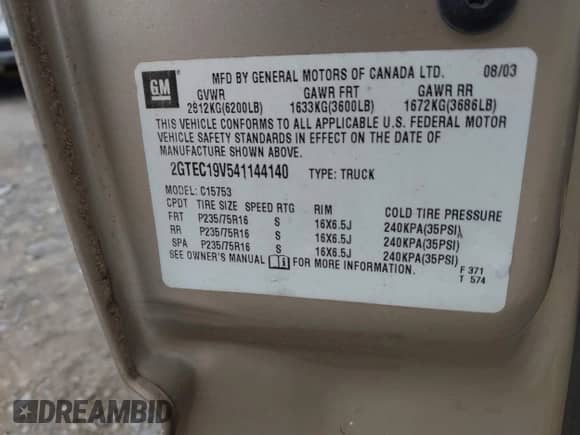 GM
MFD BY GENERAL MOTORS OF CANADA LTD. 08/03
GVWR GAWR FRT GAWR RR
2812KG(6200LB) 1633KG(3600LB) 1672KG(3686LB)
THIS VEHICLE CONFORMS TO ALL APPLICABLE U.S. FEDERAL MOTOR
VEHICLE SAFETY STANDARDS IN EFFECT ON THE DATE OF
MANUFACTURE SHOWN ABOVE.
2GTEC19V541144140 TYPE: TRUCK
MODEL: C15753
CPDT TIRE SIZE SPEED RTG RIM COLD TIRE PRESSURE
FRT P235/75R16 S 16X6.5J 240KPA(35PSI)
RR P235/75R16 S 16X6.5J 240KPA(35PSI)
SPA P235/75R16 S 16X6.5J 240KPA(35PSI)
SEE OWNER'S MANUAL i FOR MORE INFORMATION.
F 371
T 574
DREAMBID